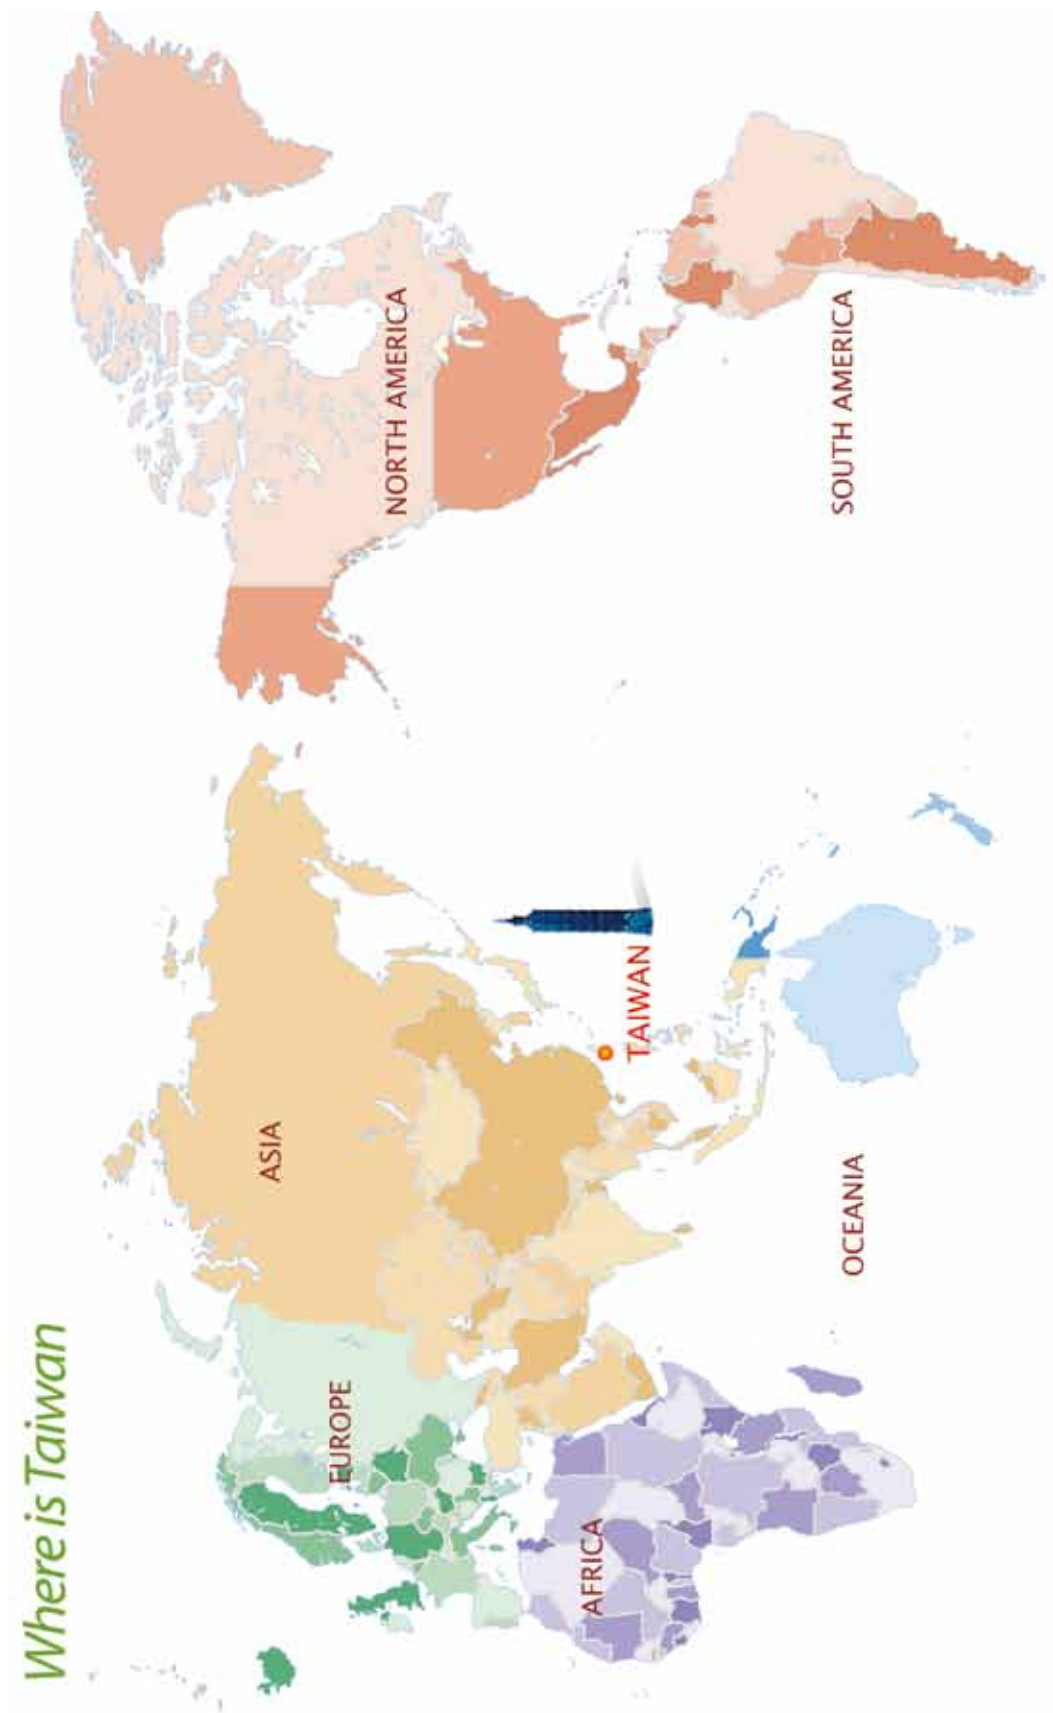 Where is Taiwan
EUROPE
ASIA
NORTH AMERICA
AFRICA
TAIWAN
OCEANIA
SOUTH AMERICA